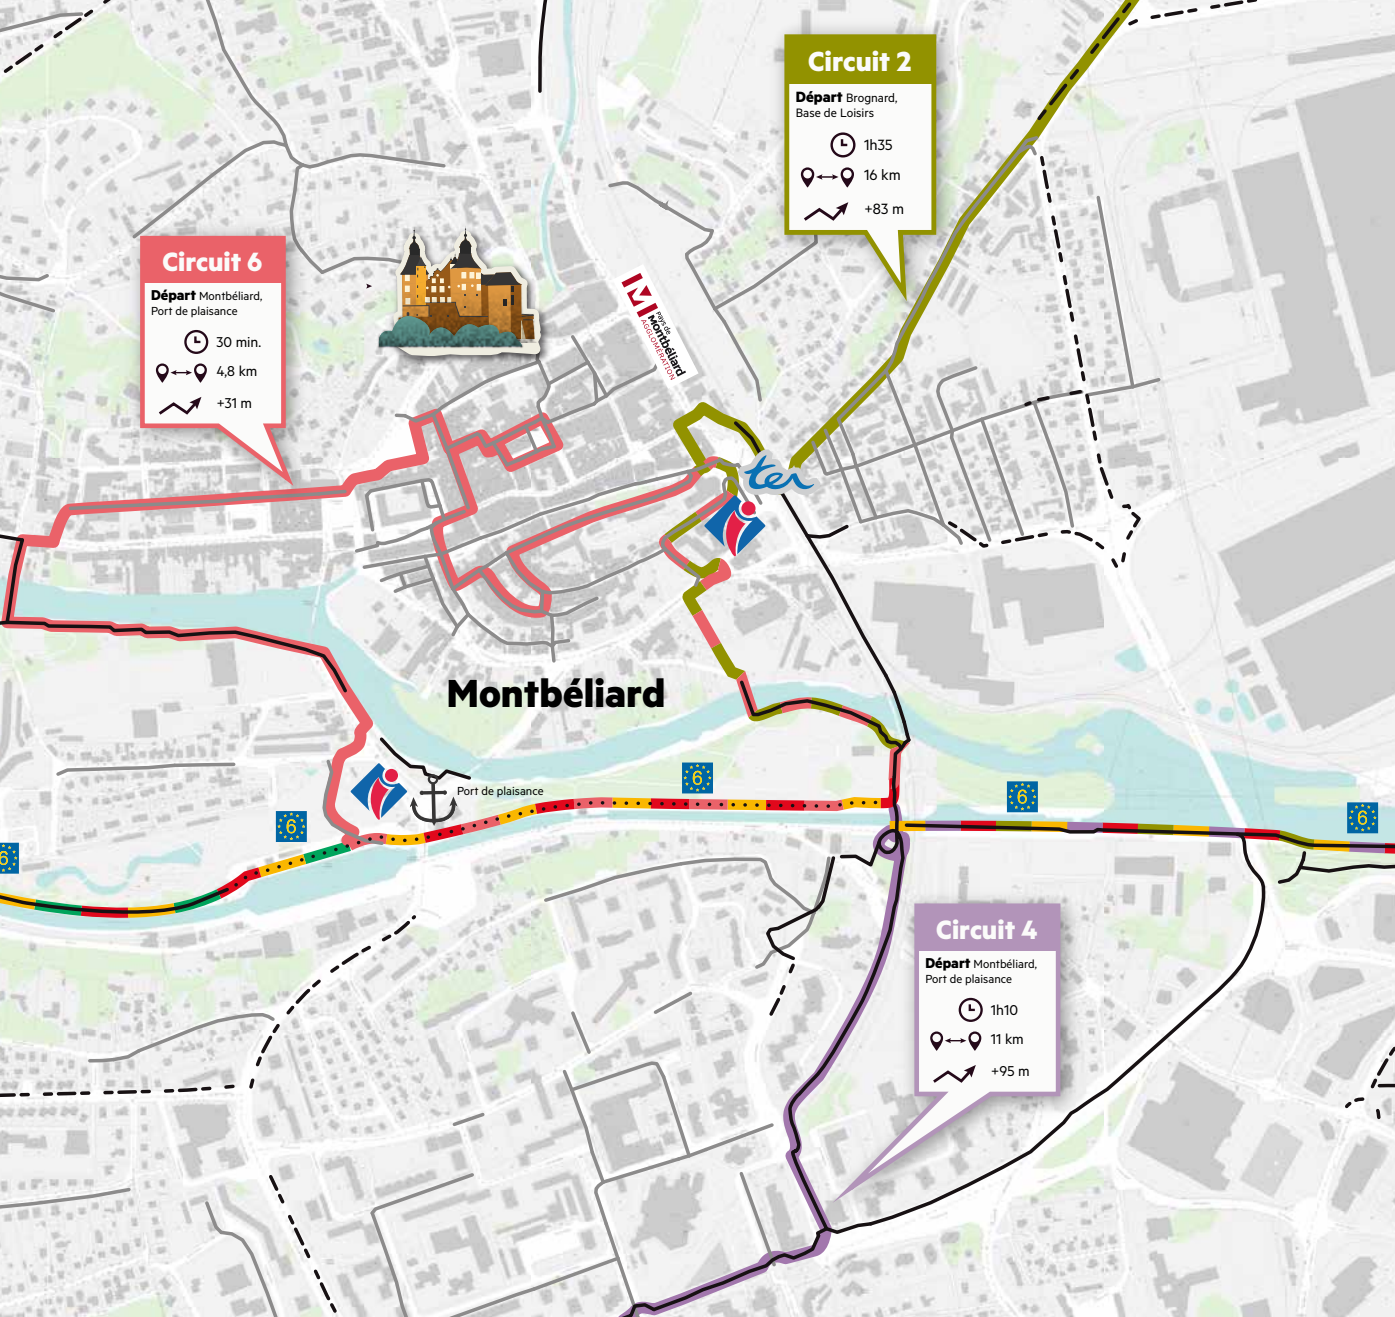 Circuit 2
Départ Brognard,
Base de Loisirs
1h35
16 km
+83 m
Circuit 6
Départ Montbéliard,
Port de plaisance
30 min.
4,8 km
+31 m
Pays de
Montbéliard
AGGLOMÉRATION
ter
Montbéliard
6
Port de plaisance
6
6
6
6
Circuit 4
Départ Montbéliard,
Port de plaisance
1h10
11 km
+95 m